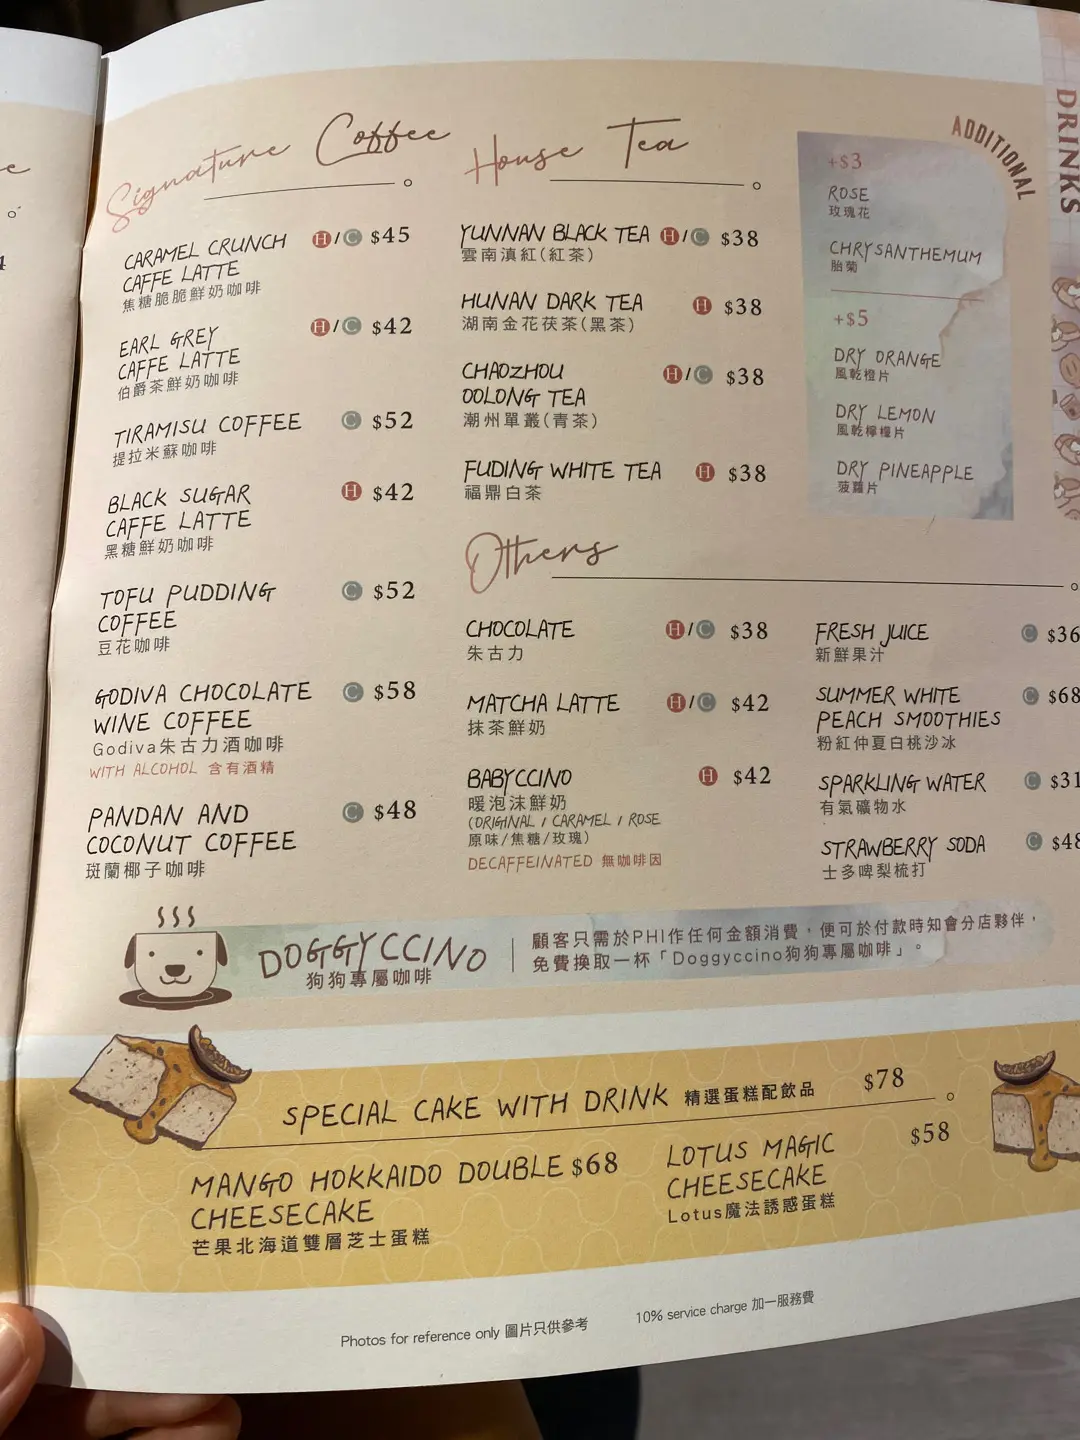 Signature Coffee
CARAMEL CRUNCH H/C $45
CAFFE LATTE
焦糖脆脆鮮奶咖啡
EARL GREY H/C $42
CAFFE LATTE
伯爵茶鮮奶咖啡
TIRAMISU COFFEE C $52
提拉米蘇咖啡
BLACK SUGAR H $42
CAFFE LATTE
黑糖鮮奶咖啡
TOFU PUDDING C $52
COFFEE
豆花咖啡
GODIVA CHOCOLATE C $58
WINE COFFEE
Godiva朱古力酒咖啡
WITH ALCOHOL 含有酒精
PANDAN AND C $48
COCONUT COFFEE
斑蘭椰子咖啡
House Tea
YUNNAN BLACK TEA H/C $38
雲南滇紅(紅茶)
HUNAN DARK TEA H $38
湖南金花茯茶(黑茶)
CHAOZHOU H/C $38
OOLONG TEA
潮州單叢(青茶)
FUDING WHITE TEA H $38
福鼎白茶
ADDITIONAL
+$3
ROSE
玫瑰花
CHRYSANTHEMUM
胎菊
+$5
DRY ORANGE
風乾橙片
DRY LEMON
風乾檸檬片
DRY PINEAPPLE
菠蘿片
DRINKS
Others
CHOCOLATE H/C $38
朱古力
MATCHA LATTE H/C $42
抹茶鮮奶
BABYCCINO H $42
暖泡沫鮮奶
(ORIGINAL / CARAMEL / ROSE
原味/焦糖/玫瑰)
DECAFFEINATED 無咖啡因
FRESH JUICE C $36
新鮮果汁
SUMMER WHITE C $68
PEACH SMOOTHIES
粉紅仲夏白桃沙冰
SPARKLING WATER C $31
有氣礦物水
STRAWBERRY SODA C $48
士多啤梨梳打
DOGGYCCINO
狗狗專屬咖啡
顧客只需於PHI作任何金額消費，便可於付款時知會分店夥伴，
免費換取一杯「Doggyccino狗狗專屬咖啡」。
SPECIAL CAKE WITH DRINK 精選蛋糕配飲品 $78
MANGO HOKKAIDO DOUBLE $68
CHEESECAKE
芒果北海道雙層芝士蛋糕
LOTUS MAGIC $58
CHEESECAKE
Lotus魔法誘惑蛋糕
Photos for reference only 圖片只供參考
10% service charge 加一服務費